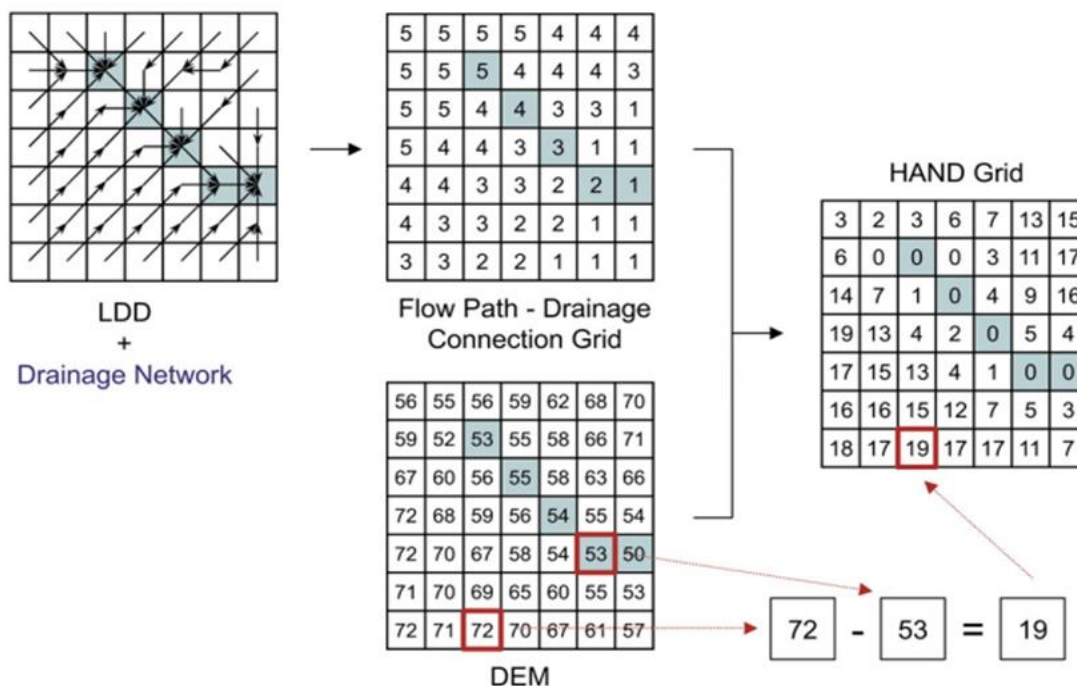 5 5 5 5 4 4 4
5 5 5 4 4 4 3
5 5 4 4 3 3 1
5 4 4 3 3 1 1
4 4 3 3 2 2 1
4 3 3 2 2 1 1
3 3 2 2 1 1 1
LDD
+
Drainage Network
Flow Path - Drainage
Connection Grid
56 55 56 59 62 68 70
59 52 53 55 58 66 71
67 60 56 55 58 63 66
72 68 59 56 54 55 54
72 70 67 58 54 53 50
71 70 69 65 60 55 53
72 71 72 70 67 61 57
DEM
HAND Grid
3 2 3 6 7 13 15
6 0 0 0 3 11 17
14 7 1 0 4 9 16
19 13 4 2 0 5 4
17 15 13 4 1 0 0
16 16 15 12 7 5 3
18 17 19 17 17 11 7
72 - 53 = 19